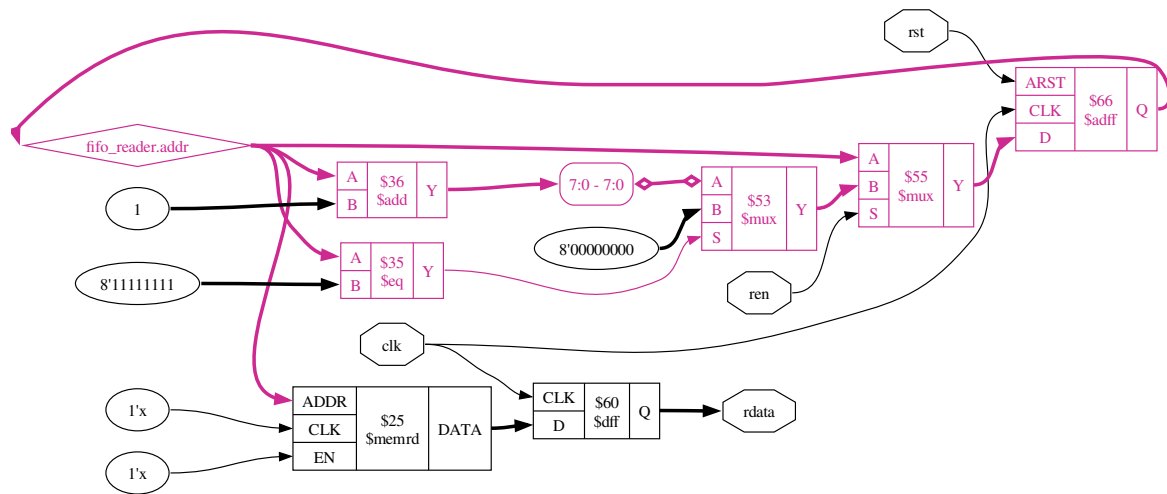 rst
ARST
CLK
D
$66
$adff
Q
fifo_reader.addr
1
8'11111111
A
B
$36
$add
Y
7:0 - 7:0
8'00000000
A
B
$35
$eq
Y
A
B
S
$53
$mux
Y
A
B
S
$55
$mux
Y
ren
clk
1'x
1'x
ADDR
CLK
EN
$25
$memrd
DATA
CLK
D
$60
$dff
Q
rdata